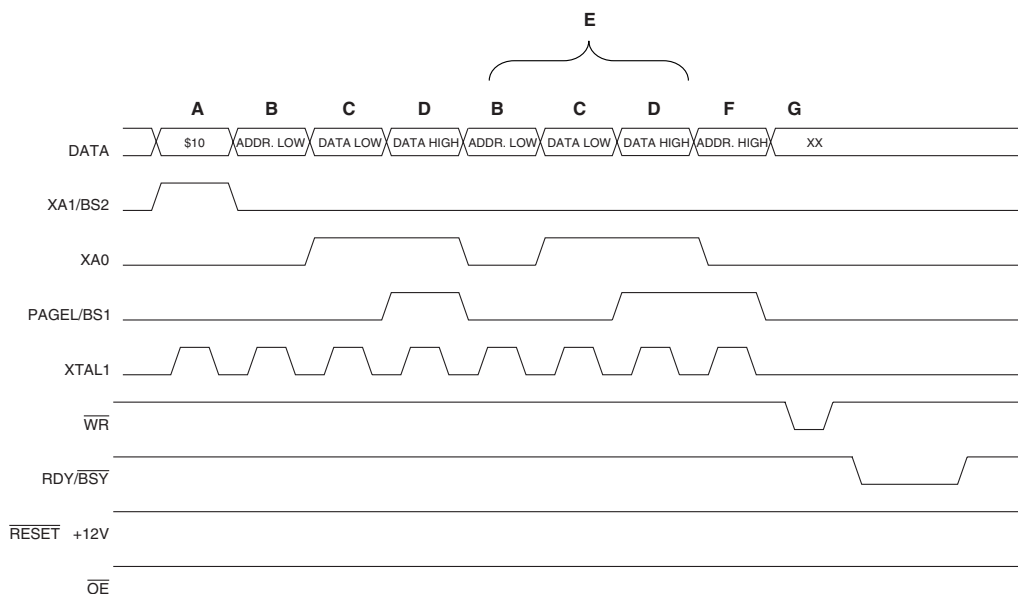 E
A B C D B C D F G
DATA $10 ADDR. LOW DATA LOW DATA HIGH ADDR. LOW DATA LOW DATA HIGH ADDR. HIGH XX
XA1/BS2
XA0
PAGEL/BS1
XTAL1
WR
RDY/BSY
RESET +12V
OE